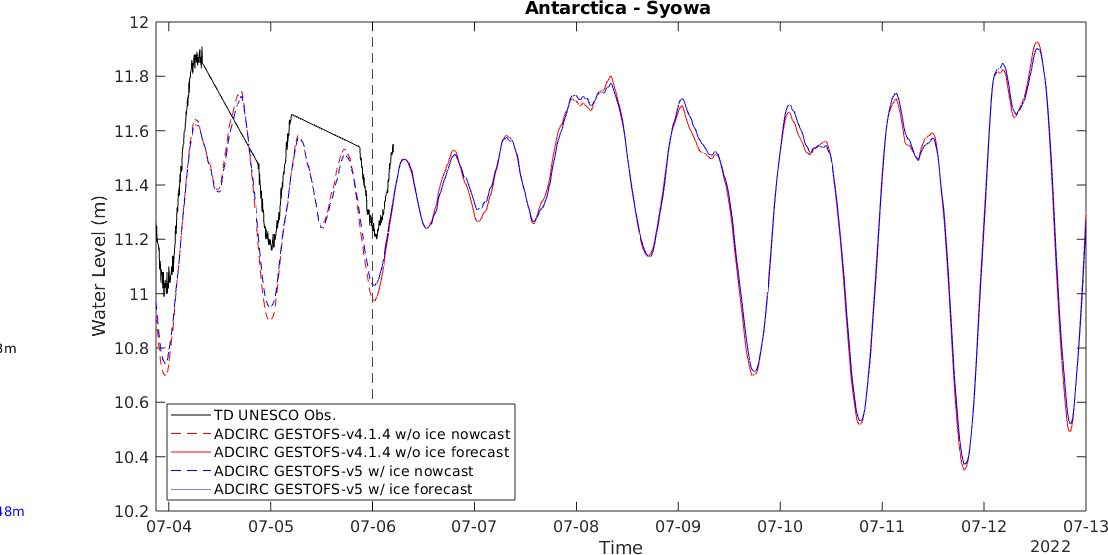 Antarctica - Syowa
12
11.8
11.6
11.4
11.2
11
10.8
10.6
10.4
10.2
Water Level (m)
3m
48m
TD UNESCO Obs.
ADCIRC GESTOFS-v4.1.4 w/o ice nowcast
ADCIRC GESTOFS-v4.1.4 w/o ice forecast
ADCIRC GESTOFS-v5 w/ ice nowcast
ADCIRC GESTOFS-v5 w/ ice forecast
07-04 07-05 07-06 07-07 07-08 07-09 07-10 07-11 07-12 07-13
Time
2022